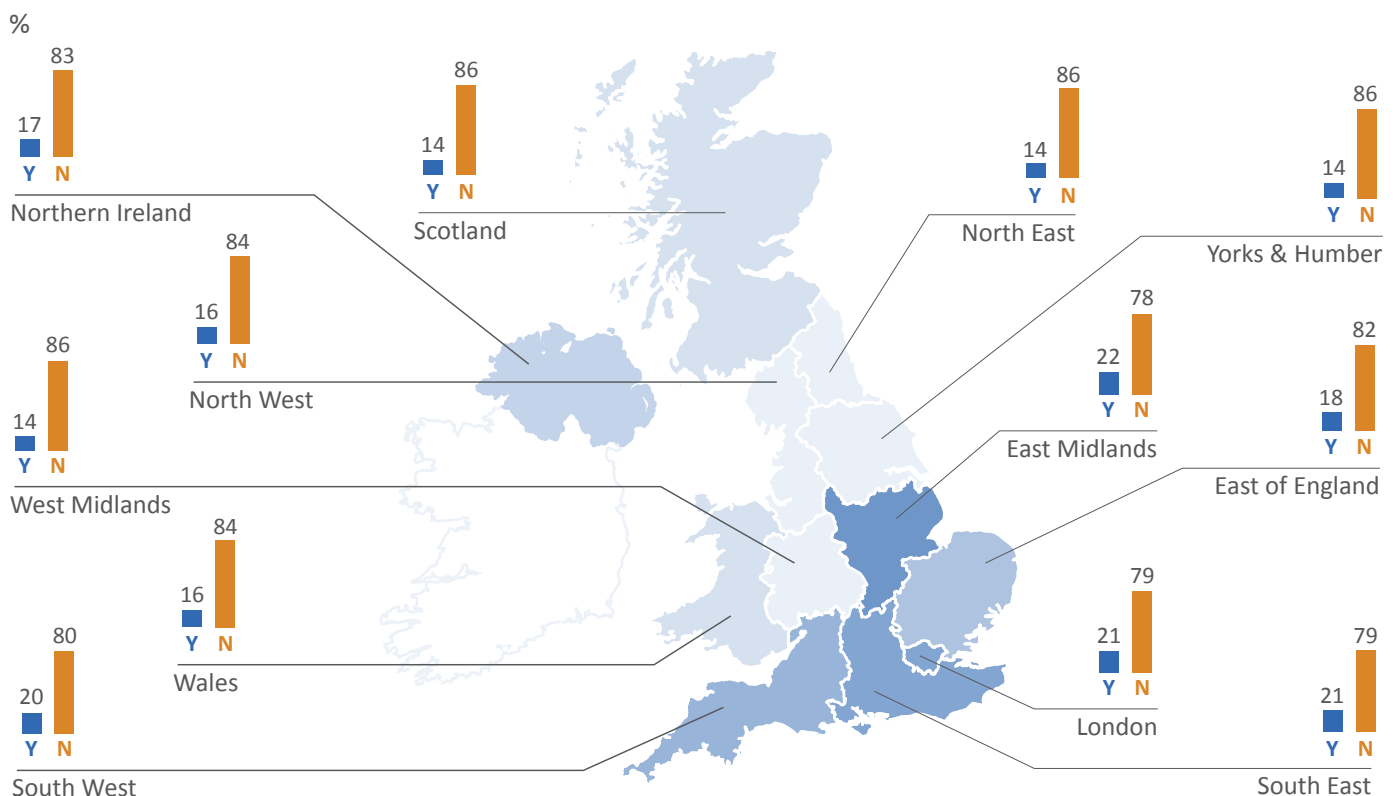 %
17
83
Y N
Northern Ireland
14
86
Y N
Scotland
14
86
Y N
North East
14
86
Y N
Yorks & Humber
16
84
Y N
North West
22
78
Y N
East Midlands
14
86
Y N
West Midlands
18
82
Y N
East of England
16
84
Y N
Wales
21
79
Y N
London
20
80
Y N
South West
21
79
Y N
South East